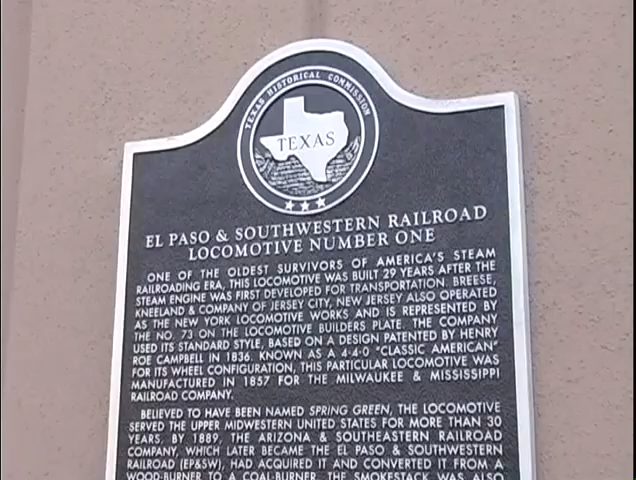 TEXAS HISTORICAL COMMISSION
TEXAS
EL PASO & SOUTHWESTERN RAILROAD
LOCOMOTIVE NUMBER ONE
ONE OF THE OLDEST SURVIVORS OF AMERICA'S STEAM
RAILROADING ERA, THIS LOCOMOTIVE WAS BUILT 29 YEARS AFTER THE
STEAM ENGINE WAS FIRST DEVELOPED FOR TRANSPORTATION. BREESE,
KNEELAND & COMPANY OF JERSEY CITY, NEW JERSEY ALSO OPERATED
AS THE NEW YORK LOCOMOTIVE WORKS AND IS REPRESENTED BY
THE NO. 73 ON THE LOCOMOTIVE BUILDERS PLATE. THE COMPANY
USED ITS STANDARD STYLE, BASED ON A DESIGN PATENTED BY HENRY
ROE CAMPBELL IN 1836. KNOWN AS A 4-4-0 "CLASSIC AMERICAN"
FOR ITS WHEEL CONFIGURATION, THIS PARTICULAR LOCOMOTIVE WAS
MANUFACTURED IN 1857 FOR THE MILWAUKEE & MISSISSIPPI
RAILROAD COMPANY.
BELIEVED TO HAVE BEEN NAMED SPRING GREEN, THE LOCOMOTIVE
SERVED THE UPPER MIDWESTERN UNITED STATES FOR MORE THAN 30
YEARS. BY 1889, THE ARIZONA & SOUTHEASTERN RAILROAD
COMPANY, WHICH LATER BECAME THE EL PASO & SOUTHWESTERN
RAILROAD (EP&SW), HAD ACQUIRED IT AND CONVERTED IT FROM A
WOOD-BURNER TO A COAL-BURNER. THE SMOKESTACK WAS ALSO